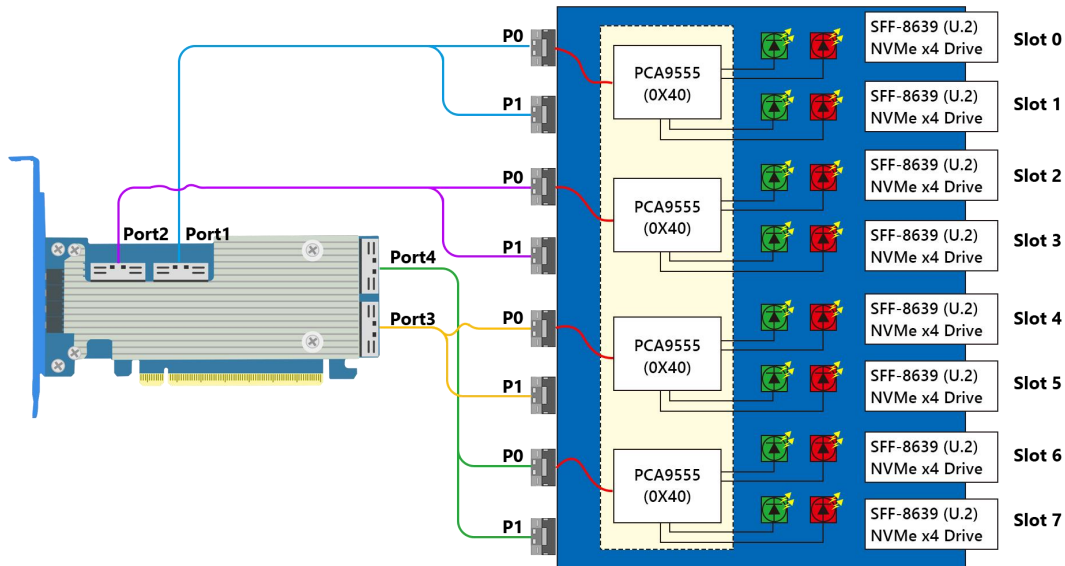 P0
PCA9555
(0X40)
SFF-8639 (U.2)
NVMe x4 Drive
Slot 0
P1
SFF-8639 (U.2)
NVMe x4 Drive
Slot 1
P0
PCA9555
(0X40)
SFF-8639 (U.2)
NVMe x4 Drive
Slot 2
P1
SFF-8639 (U.2)
NVMe x4 Drive
Slot 3
Port2
Port1
Port4
Port3
P0
PCA9555
(0X40)
SFF-8639 (U.2)
NVMe x4 Drive
Slot 4
P1
SFF-8639 (U.2)
NVMe x4 Drive
Slot 5
P0
PCA9555
(0X40)
SFF-8639 (U.2)
NVMe x4 Drive
Slot 6
P1
SFF-8639 (U.2)
NVMe x4 Drive
Slot 7